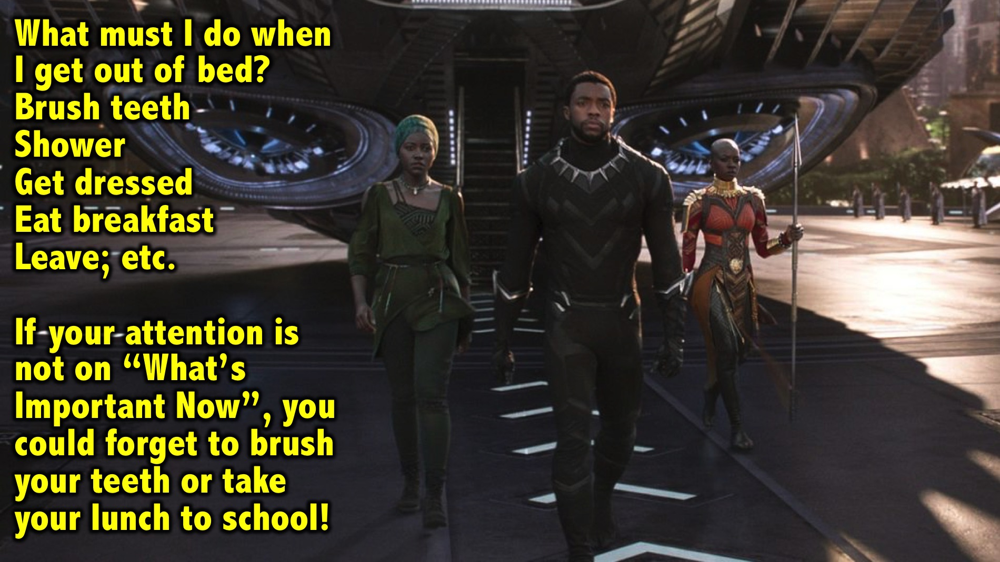 What must I do when
I get out of bed?
Brush teeth
Shower
Get dressed
Eat breakfast
Leave; etc.
If your attention is
not on “What’s
Important Now”, you
could forget to brush
your teeth or take
your lunch to school!